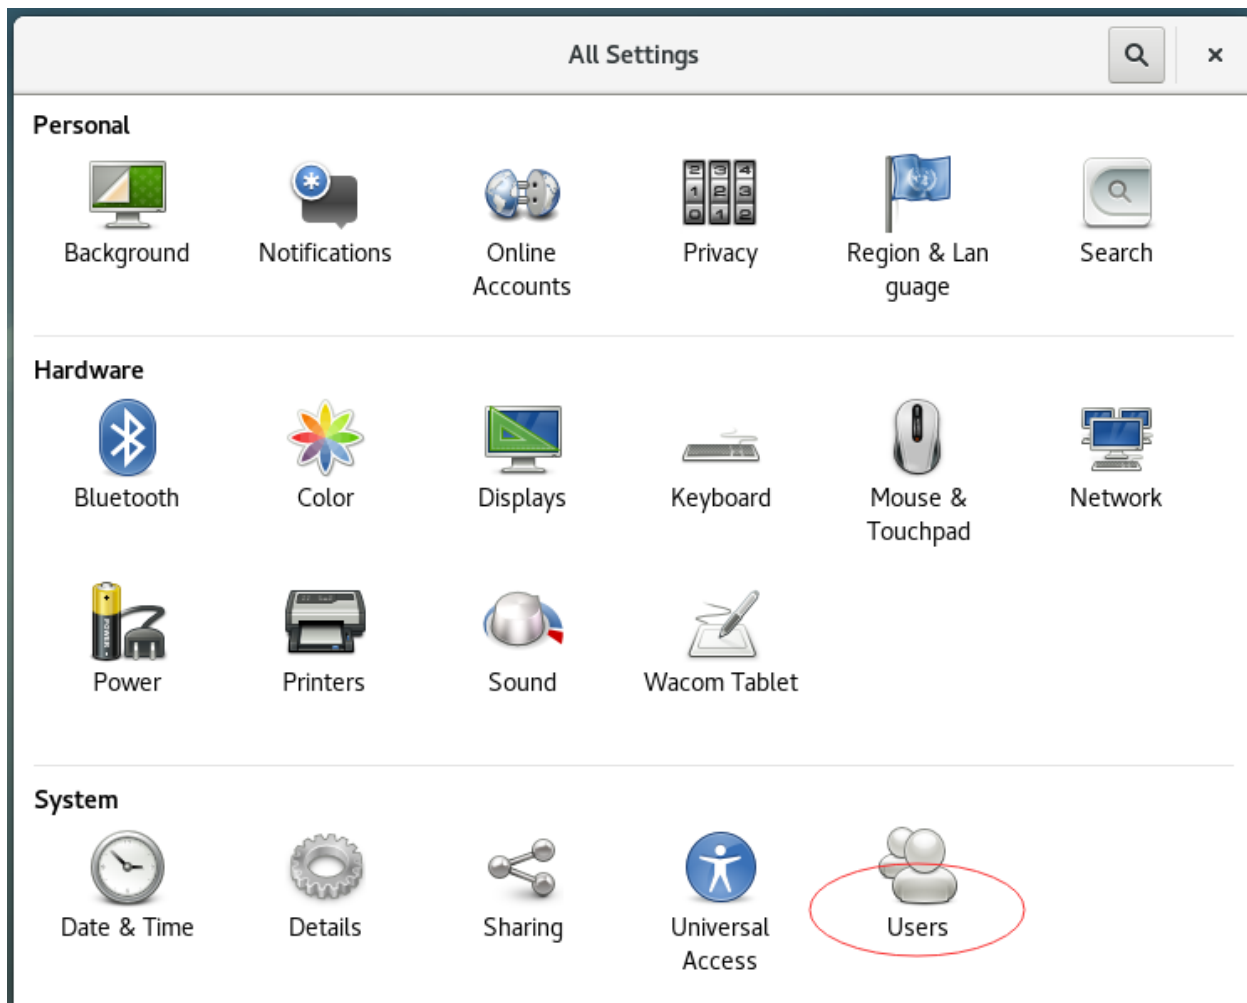 All Settings
Personal
Background
Notifications
Online
Accounts
Privacy
Region & Lan
guage
Search
Hardware
Bluetooth
Color
Displays
Keyboard
Mouse &
Touchpad
Network
Power
Printers
Sound
Wacom Tablet
System
Date & Time
Details
Sharing
Universal
Access
Users